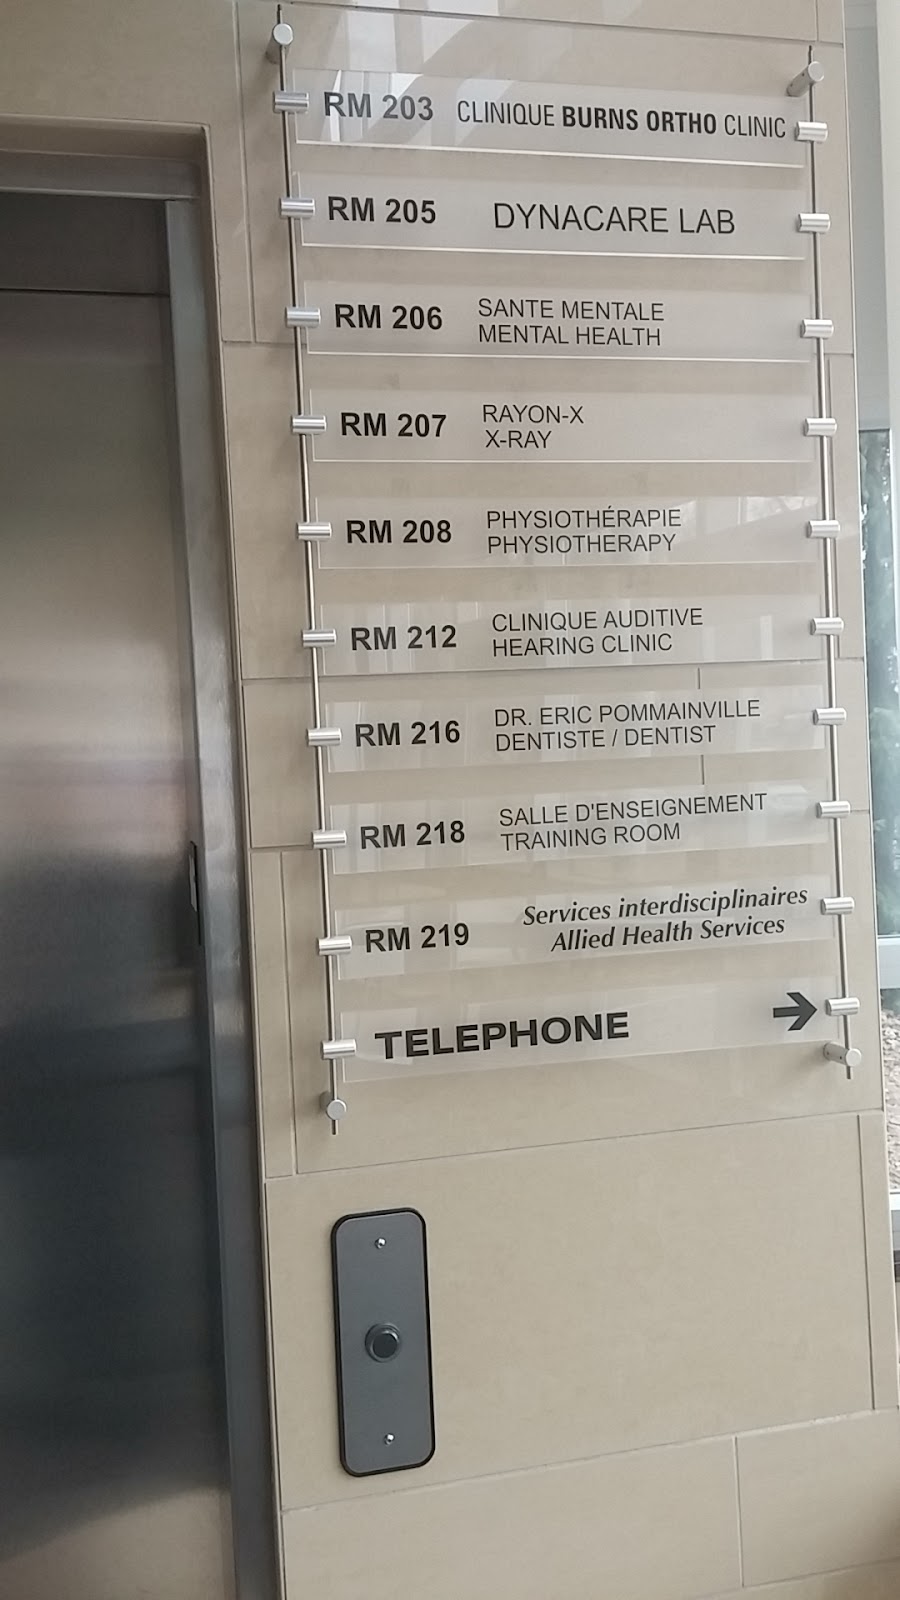 RM 203 CLINIQUE BURNS ORTHO CLINIC
RM 205 DYNACARE LAB
RM 206 SANTE MENTALE
MENTAL HEALTH
RM 207 RAYON-X
X-RAY
RM 208 PHYSIOTHÉRAPIE
PHYSIOTHERAPY
RM 212 CLINIQUE AUDITIVE
HEARING CLINIC
RM 216 DR. ERIC POMMAINVILLE
DENTISTE / DENTIST
RM 218 SALLE D'ENSEIGNEMENT
TRAINING ROOM
RM 219 Services interdisciplinaires
Allied Health Services
TELEPHONE →